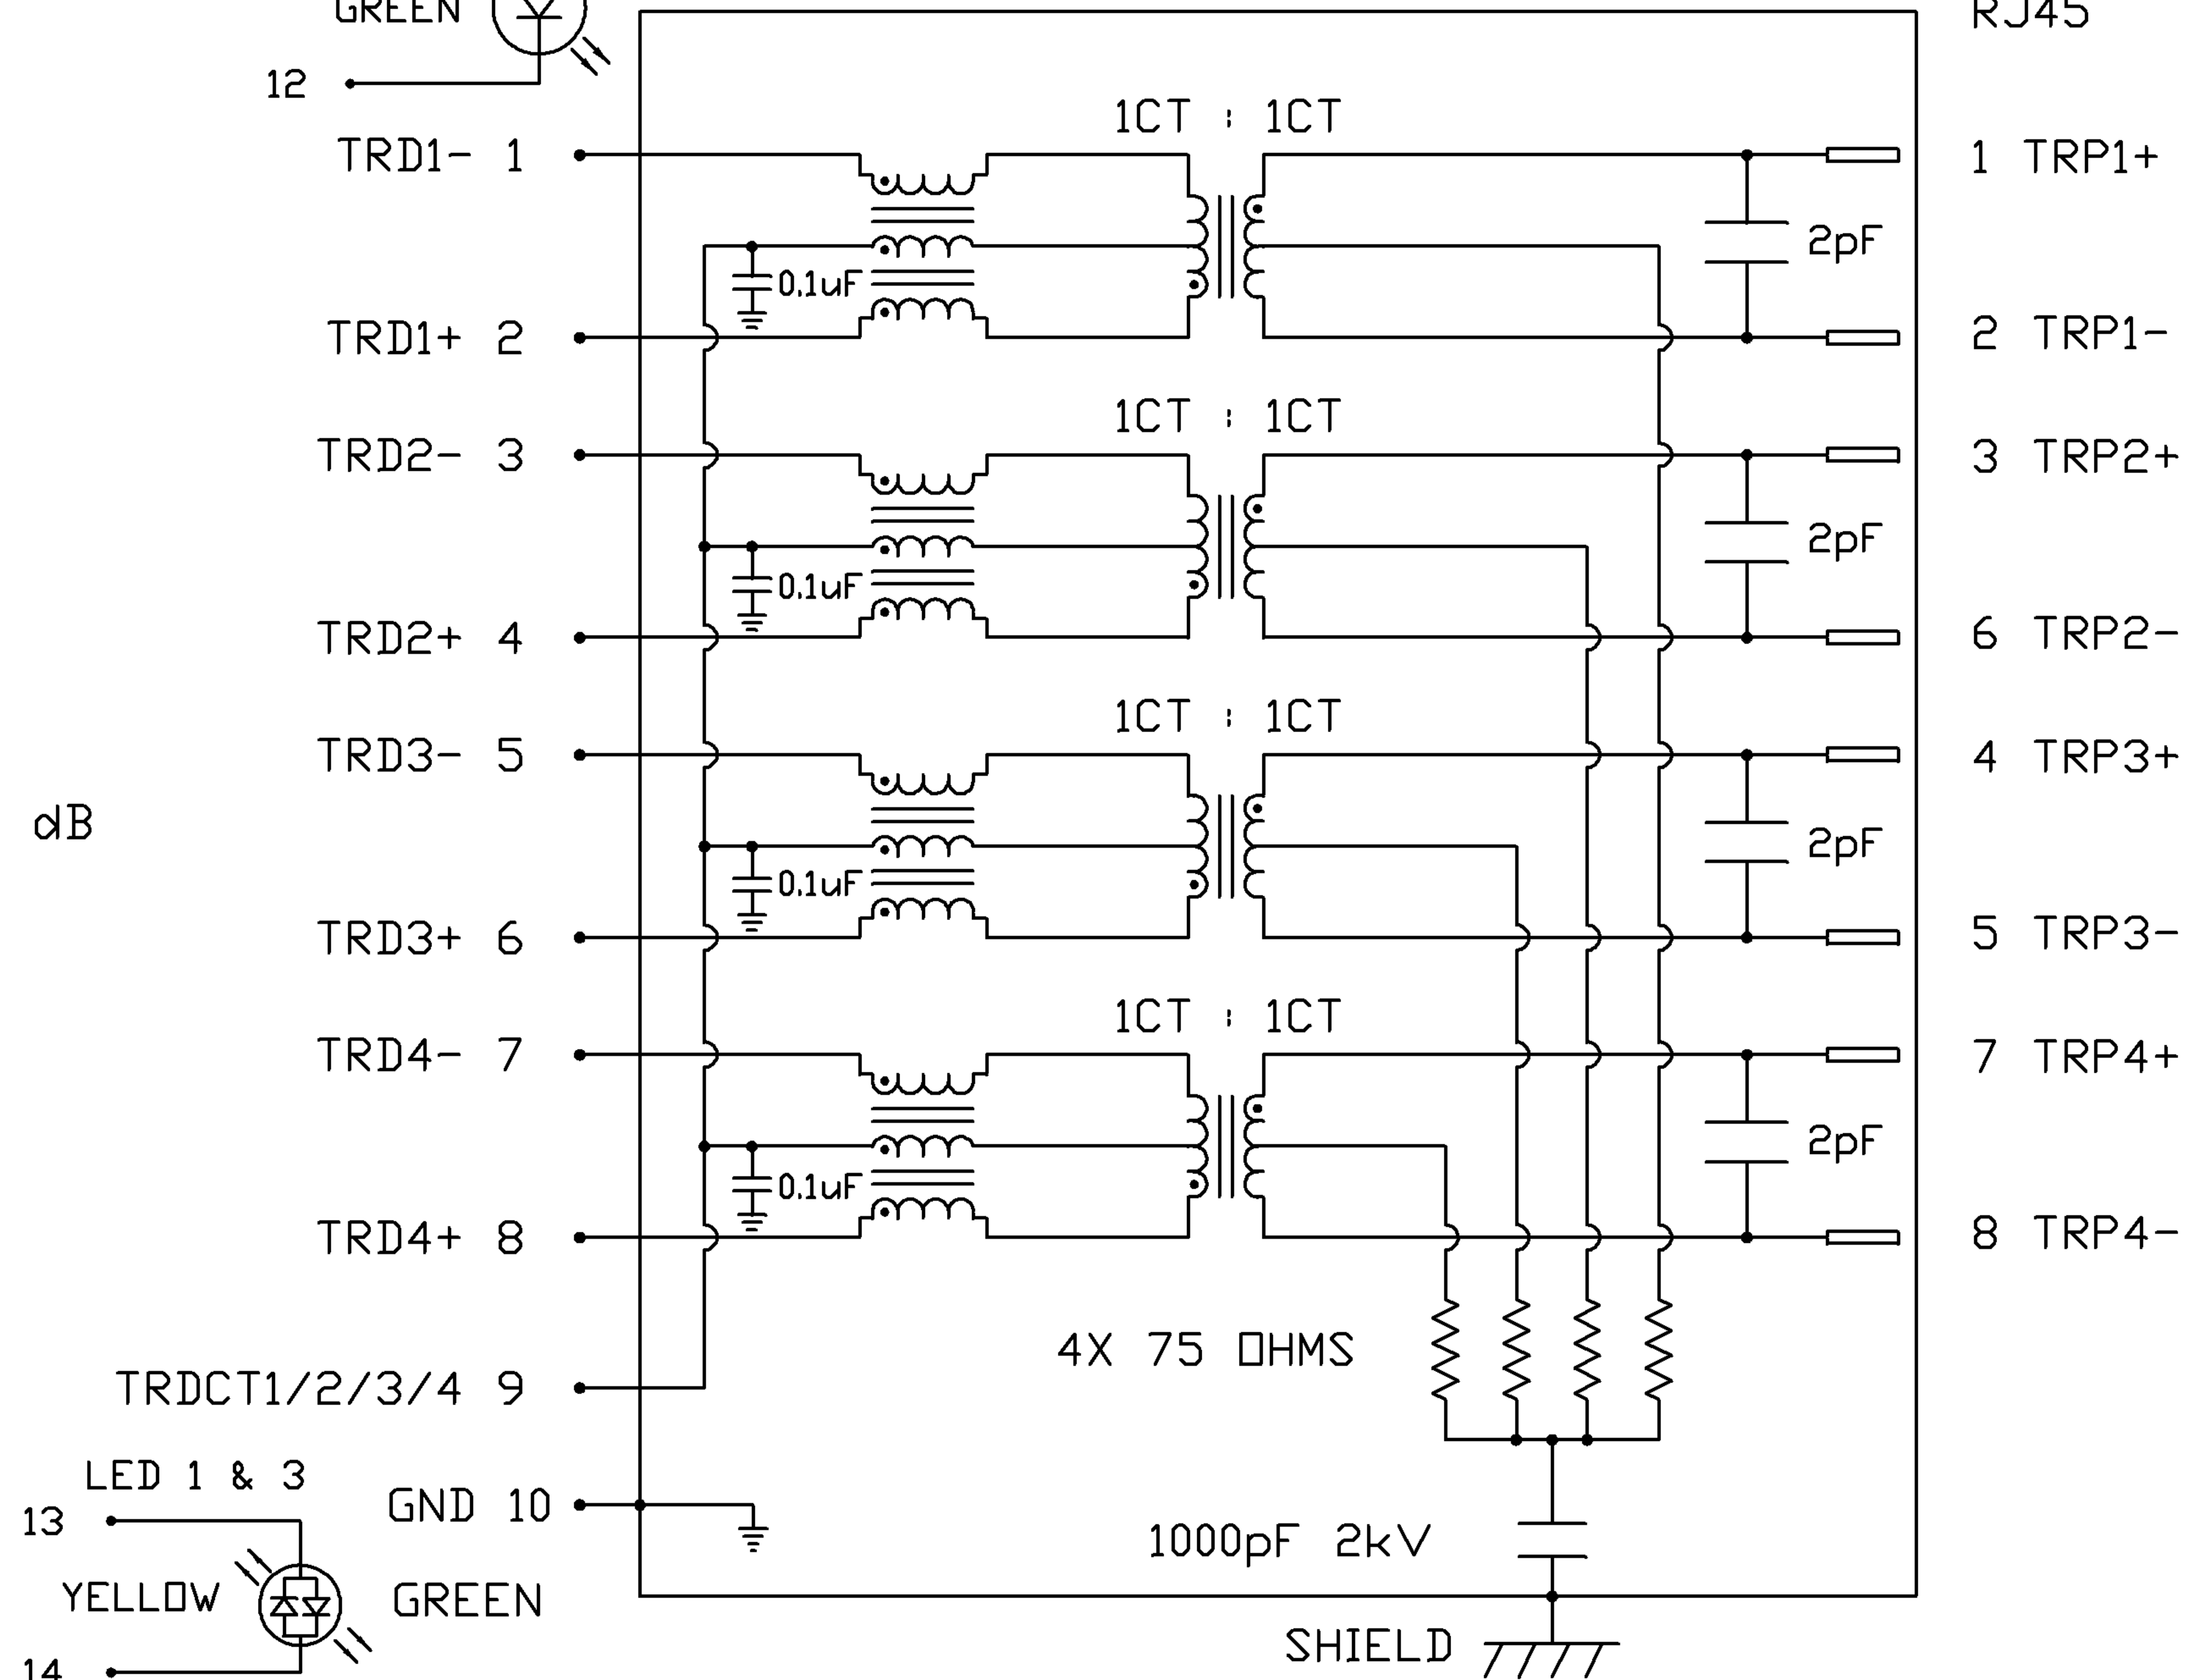 GREEN
RJ45
12
1CT : 1CT
TRD1- 1
1 TRP1+
2pF
0.1uF
TRD1+ 2
2 TRP1-
1CT : 1CT
TRD2- 3
3 TRP2+
2pF
0.1uF
TRD2+ 4
6 TRP2-
1CT : 1CT
TRD3- 5
4 TRP3+
dB
2pF
0.1uF
TRD3+ 6
5 TRP3-
1CT : 1CT
TRD4- 7
7 TRP4+
2pF
0.1uF
TRD4+ 8
8 TRP4-
4X 75 OHMS
TRDCT1/2/3/4 9
LED 1 & 3
GND 10
13
1000pF 2kV
YELLOW
GREEN
SHIELD
14